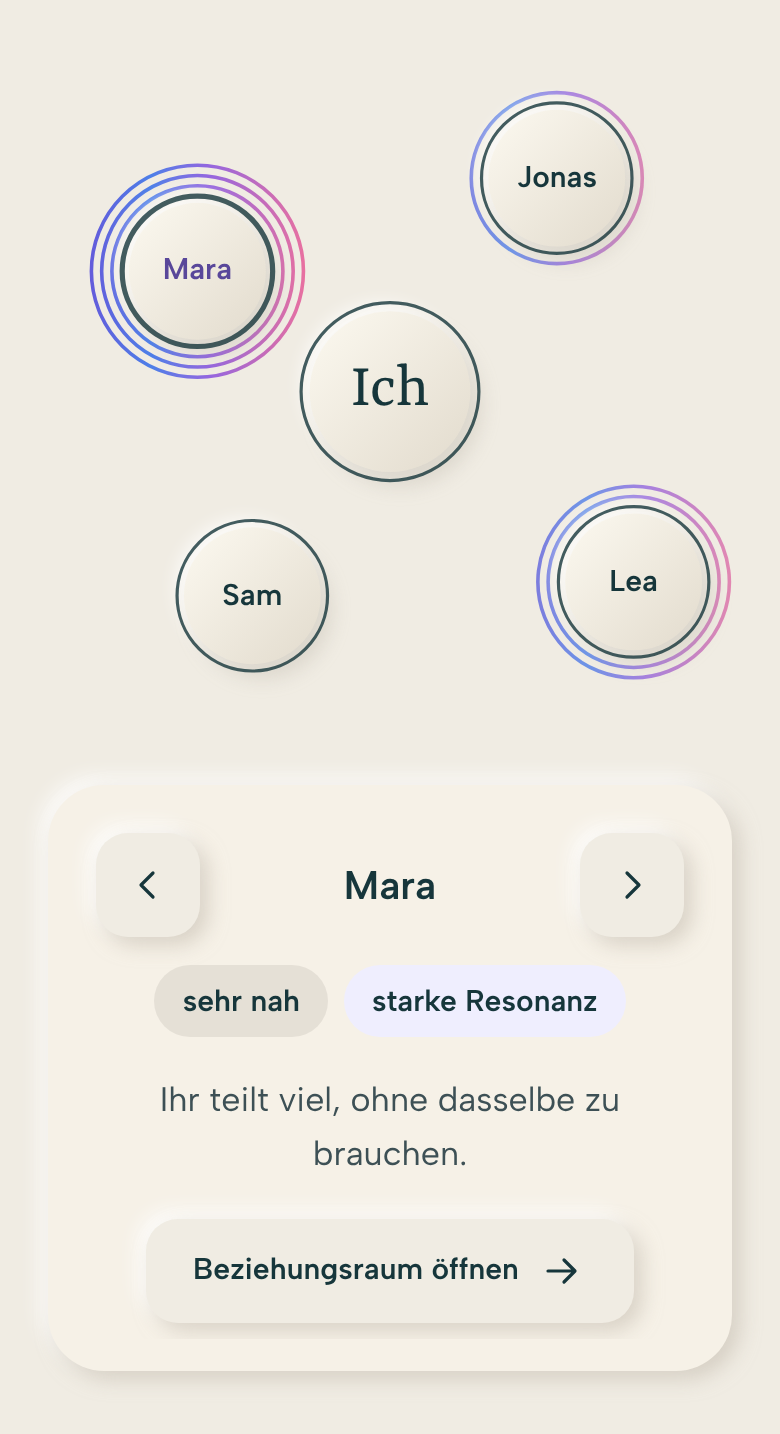 Jonas
Mara
Ich
Sam
Lea
Mara
sehr nah
starke Resonanz
Ihr teilt viel, ohne dasselbe zu
brauchen.
Beziehungsraum öffnen